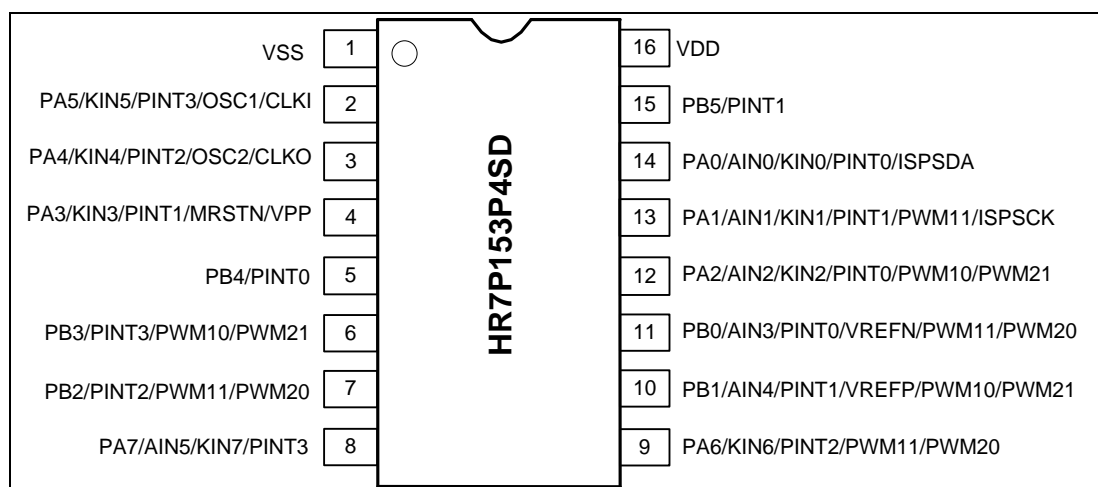 VSS 1 16 VDD
PA5/KIN5/PINT3/OSC1/CLKI 2 15 PB5/PINT1
PA4/KIN4/PINT2/OSC2/CLKO 3 14 PA0/AIN0/KIN0/PINT0/ISPSDA
PA3/KIN3/PINT1/MRSTN/VPP 4 13 PA1/AIN1/KIN1/PINT1/PWM11/ISPSCK
PB4/PINT0 5 12 PA2/AIN2/KIN2/PINT0/PWM10/PWM21
PB3/PINT3/PWM10/PWM21 6 11 PB0/AIN3/PINT0/VREFN/PWM11/PWM20
PB2/PINT2/PWM11/PWM20 7 10 PB1/AIN4/PINT1/VREFP/PWM10/PWM21
PA7/AIN5/KIN7/PINT3 8 9 PA6/KIN6/PINT2/PWM11/PWM20
HR7P153P4SD